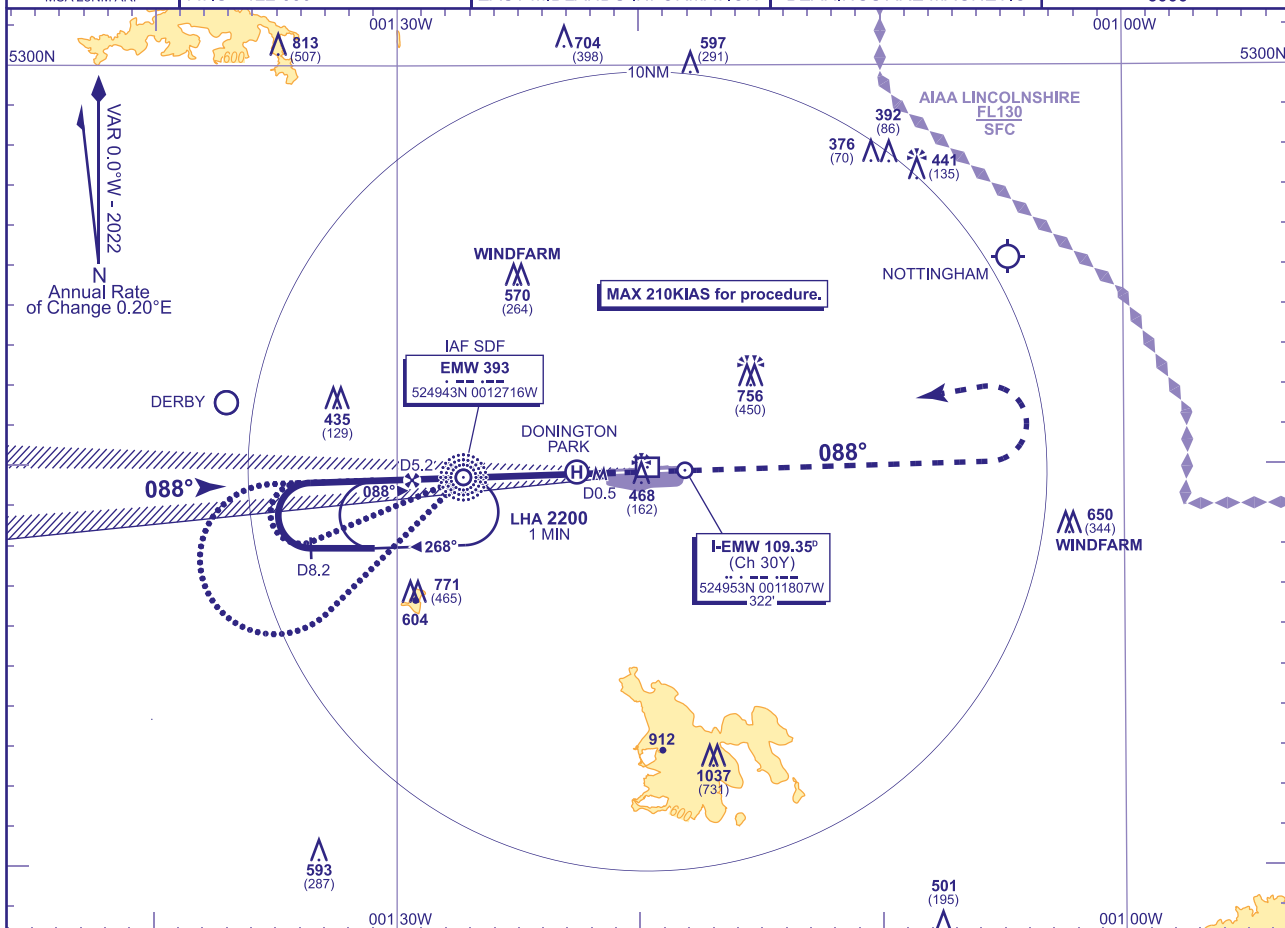 001:30W
001:00W
5300N
5300N
813
(507)
600
704
(398)
597
(291)
10NM
AIAA LINCOLNSHIRE
FL130
SFC
392
(86)
376
(70)
441
(135)
VAR 0.0°W - 2022
N
Annual Rate
of Change 0.20°E
WINDFARM
570
(264)
MAX 210KIAS for procedure.
NOTTINGHAM
IAF SDF
EMW 393
524943N 0012716W
DERBY
435
(129)
756
(450)
DONINGTON
PARK
H
D5.2
088°
088°
088°
D0.5
468
(162)
LHA 2200
1 MIN
268°
D8.2
650
(344)
WINDFARM
I-EMW 109.35ᴰ
(Ch 30Y)
524953N 0011807W
322'
771
(465)
604
912
1037
(731)
600
593
(287)
501
(195)
001:30W
001:00W